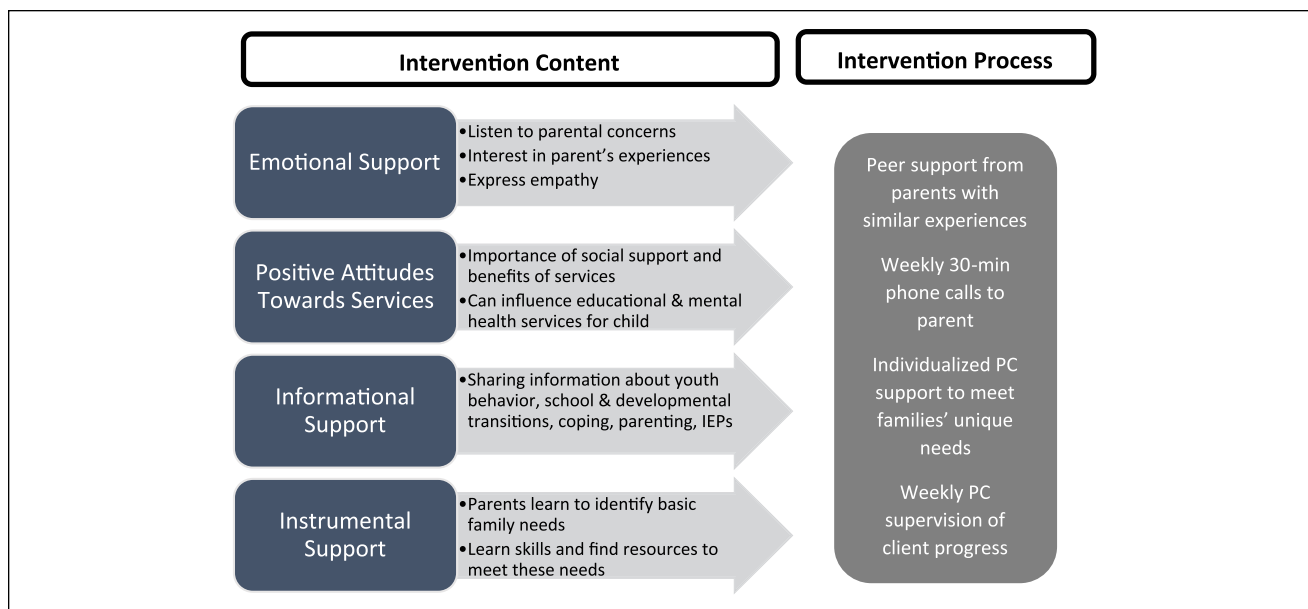 Intervention Content
Intervention Process
Emotional Support
•Listen to parental concerns
•Interest in parent’s experiences
•Express empathy
Positive Attitudes
Towards Services
•Importance of social support and
benefits of services
•Can influence educational & mental
health services for child
Informational
Support
•Sharing information about youth
behavior, school & developmental
transitions, coping, parenting, IEPs
Instrumental
Support
•Parents learn to identify basic
family needs
•Learn skills and find resources to
meet these needs
Peer support from
parents with
similar experiences
Weekly 30-min
phone calls to
parent
Individualized PC
support to meet
families’ unique
needs
Weekly PC
supervision of
client progress